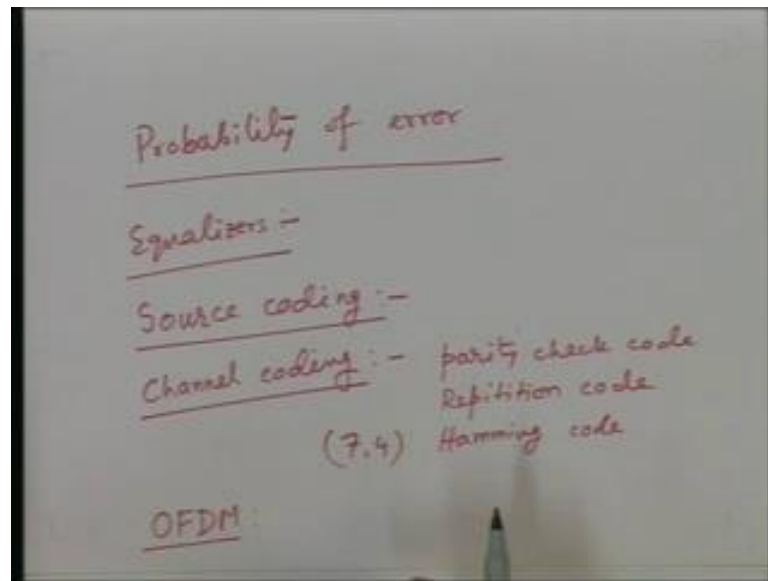 Probability of error
Equalizers :-
Source coding :-
Channel coding :- parity check code
Repitition code
(7,4) Hamming code
OFDM :